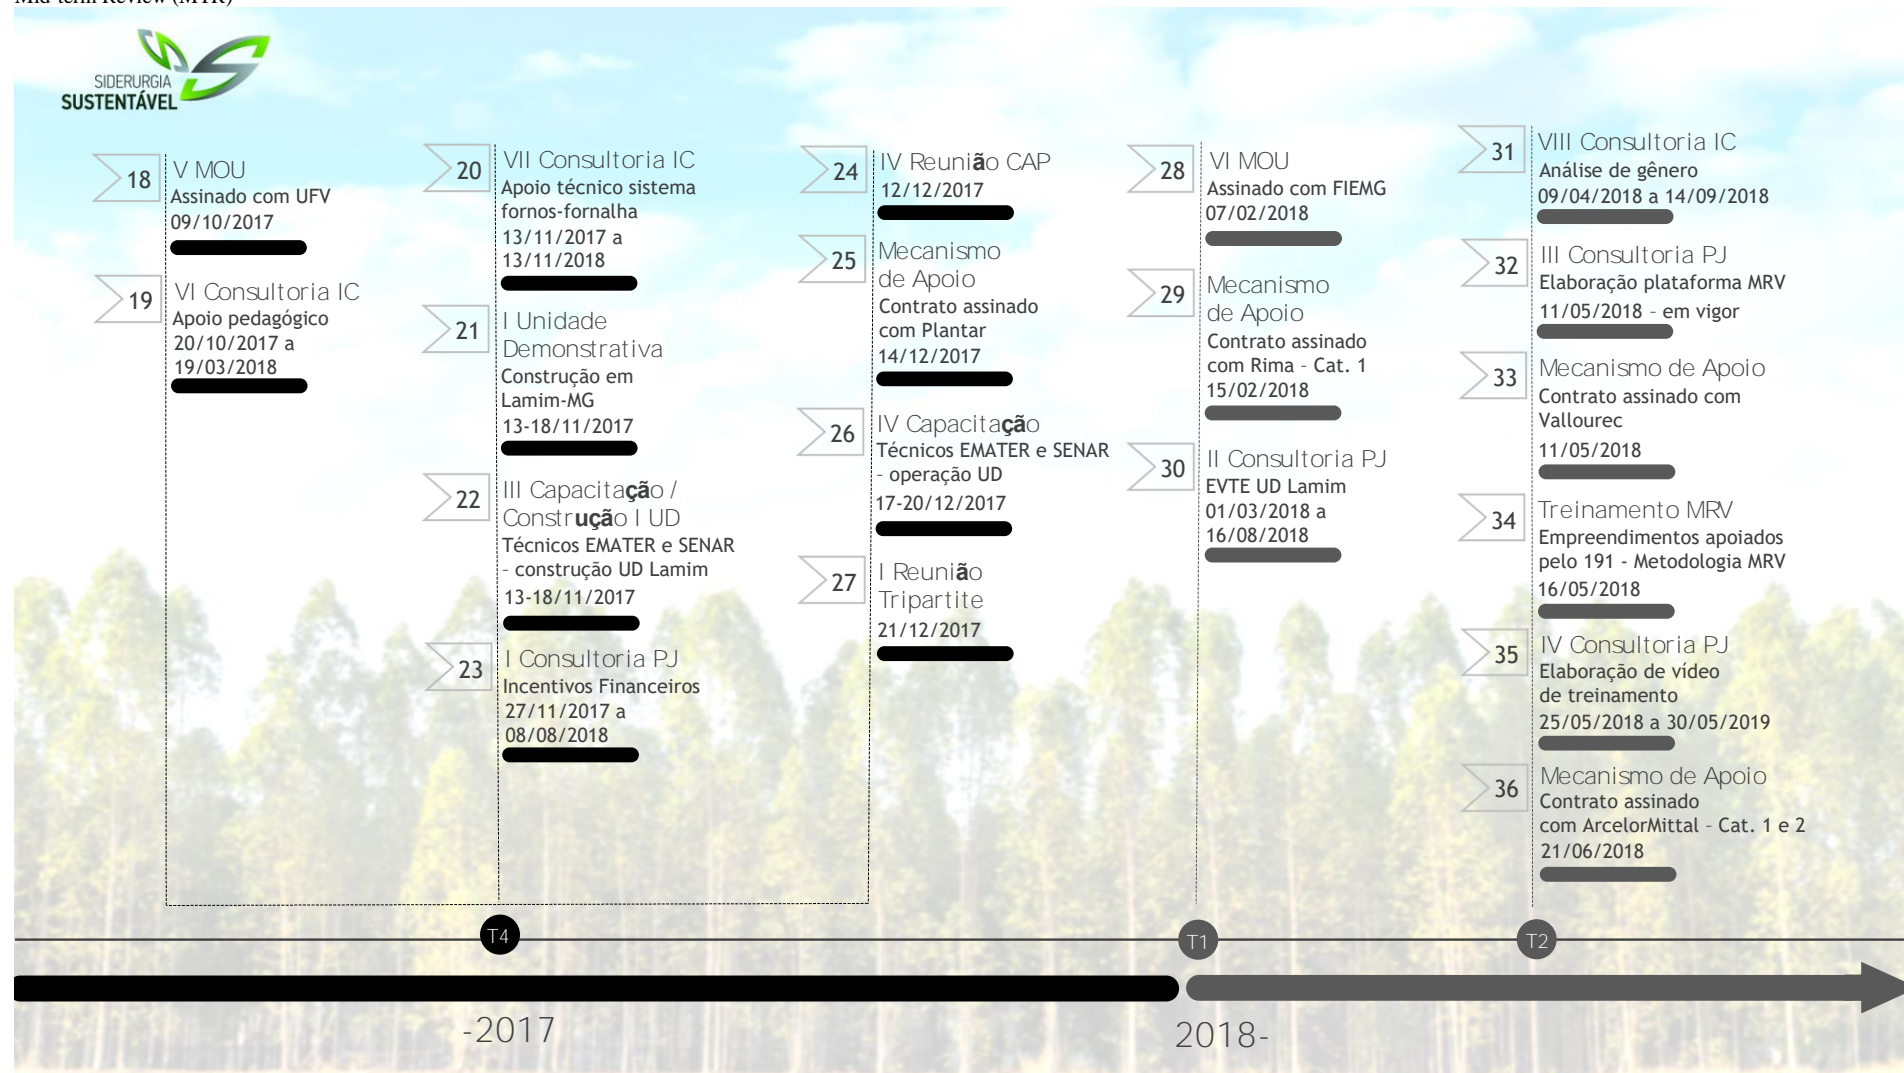 Mid-term Review (MTR)
SIDERURGIA
SUSTENTÁVEL
18
V MOU
Assinado com UFV
09/10/2017
19
VI Consultoria IC
Apoio pedagógico
20/10/2017 a
19/03/2018
20
VII Consultoria IC
Apoio técnico sistema
fornos-fornalha
13/11/2017 a
13/11/2018
21
I Unidade
Demonstrativa
Construção em
Lamim-MG
13-18/11/2017
22
III Capacitação /
Construção I UD
Técnicos EMATER e SENAR
– construção UD Lamim
13-18/11/2017
23
I Consultoria PJ
Incentivos Financeiros
27/11/2017 a
08/08/2018
24
IV Reunião CAP
12/12/2017
25
Mecanismo
de Apoio
Contrato assinado
com Plantar
14/12/2017
26
IV Capacitação
Técnicos EMATER e SENAR
– operação UD
17-20/12/2017
27
I Reunião
Tripartite
21/12/2017
28
VI MOU
Assinado com FIEMG
07/02/2018
29
Mecanismo
de Apoio
Contrato assinado
com Rima – Cat. 1
15/02/2018
30
II Consultoria PJ
EVTE UD Lamim
01/03/2018 a
16/08/2018
31
VIII Consultoria IC
Análise de gênero
09/04/2018 a 14/09/2018
32
III Consultoria PJ
Elaboração plataforma MRV
11/05/2018 – em vigor
33
Mecanismo de Apoio
Contrato assinado com
Vallourec
11/05/2018
34
Treinamento MRV
Empreendimentos apoiados
pelo 191 - Metodologia MRV
16/05/2018
35
IV Consultoria PJ
Elaboração de vídeo
de treinamento
25/05/2018 a 30/05/2019
36
Mecanismo de Apoio
Contrato assinado
com ArcelorMittal – Cat. 1 e 2
21/06/2018
T4
T1
T2
-2017
2018-